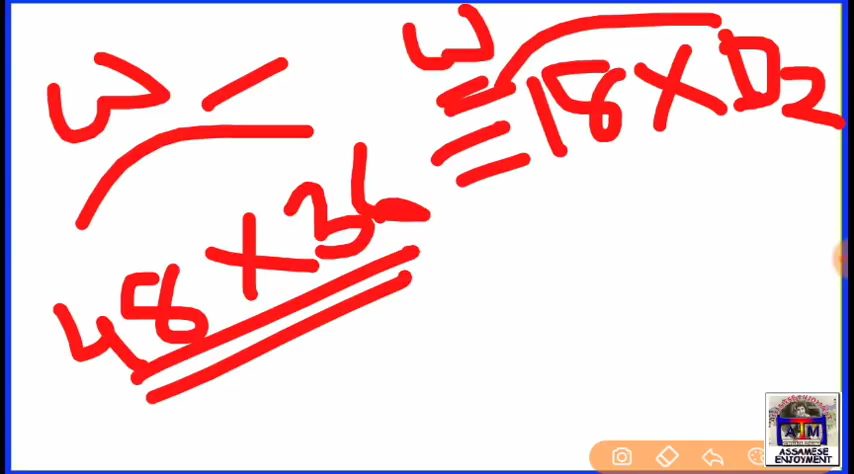 W
48 X 36
W
= 18 X D2
ATM
ASSAMESE
ENJOYMENT